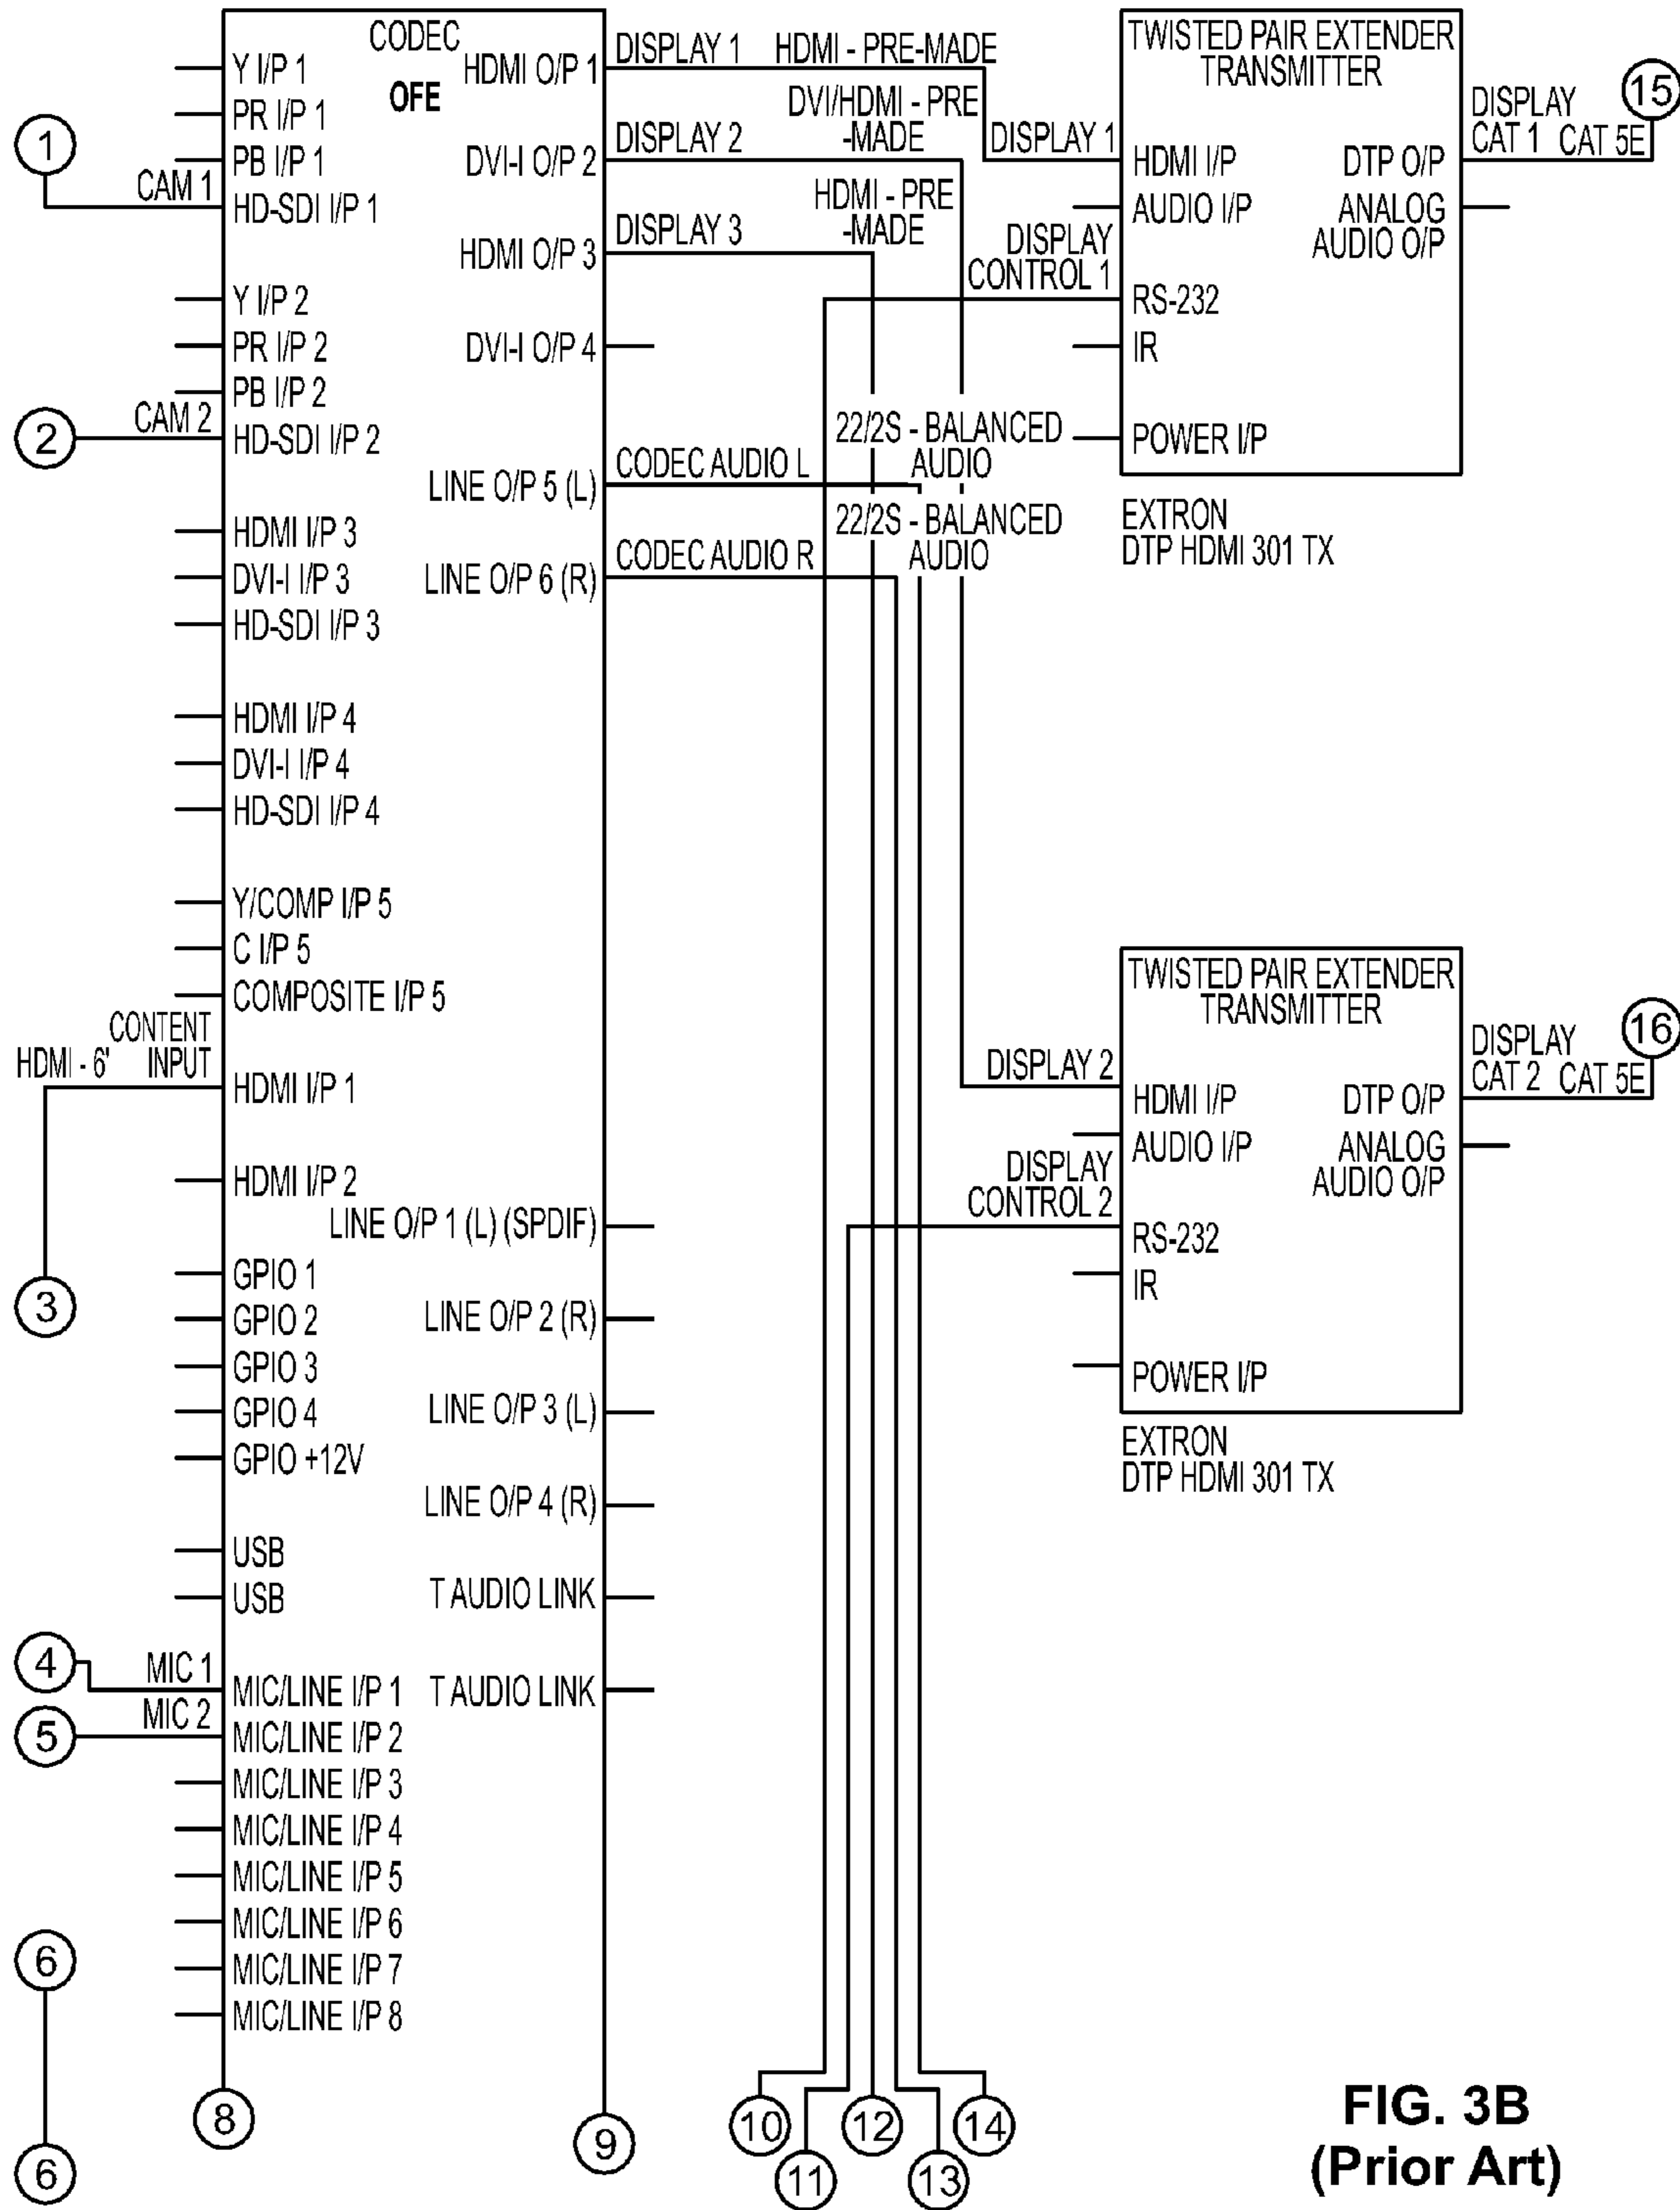 CODEC
OFE
Y I/P 1
PR I/P 1
PB I/P 1
CAM 1
HD-SDI I/P 1
1
Y I/P 2
PR I/P 2
PB I/P 2
CAM 2
HD-SDI I/P 2
2
HDMI I/P 3
DVI-I I/P 3
HD-SDI I/P 3
HDMI I/P 4
DVI-I I/P 4
HD-SDI I/P 4
Y/COMP I/P 5
C I/P 5
COMPOSITE I/P 5
CONTENT
HDMI - 6' INPUT
HDMI I/P 1
3
HDMI I/P 2
GPIO 1
GPIO 2
GPIO 3
GPIO 4
GPIO +12V
USB
USB
4
MIC 1
MIC/LINE I/P 1
5
MIC 2
MIC/LINE I/P 2
MIC/LINE I/P 3
MIC/LINE I/P 4
MIC/LINE I/P 5
MIC/LINE I/P 6
MIC/LINE I/P 7
MIC/LINE I/P 8
6
6
8
9
HDMI O/P 1
DVI-I O/P 2
HDMI O/P 3
DVI-I O/P 4
LINE O/P 5 (L)
LINE O/P 6 (R)
LINE O/P 1 (L) (SPDIF)
LINE O/P 2 (R)
LINE O/P 3 (L)
LINE O/P 4 (R)
T AUDIO LINK
T AUDIO LINK
DISPLAY 1 HDMI - PRE-MADE
DISPLAY 2
DVI/HDMI - PRE
-MADE
DISPLAY 3
HDMI - PRE
-MADE
CODEC AUDIO L
22/2S - BALANCED
AUDIO
CODEC AUDIO R
22/2S - BALANCED
AUDIO
10
11
12
13
14
TWISTED PAIR EXTENDER
TRANSMITTER
DISPLAY 1
HDMI I/P
AUDIO I/P
DISPLAY
CONTROL 1
RS-232
IR
POWER I/P
DTP O/P
ANALOG
AUDIO O/P
DISPLAY
CAT 1 CAT 5E
15
EXTRON
DTP HDMI 301 TX
TWISTED PAIR EXTENDER
TRANSMITTER
DISPLAY 2
HDMI I/P
AUDIO I/P
DISPLAY
CONTROL 2
RS-232
IR
POWER I/P
DTP O/P
ANALOG
AUDIO O/P
DISPLAY
CAT 2 CAT 5E
16
EXTRON
DTP HDMI 301 TX
FIG. 3B
(Prior Art)